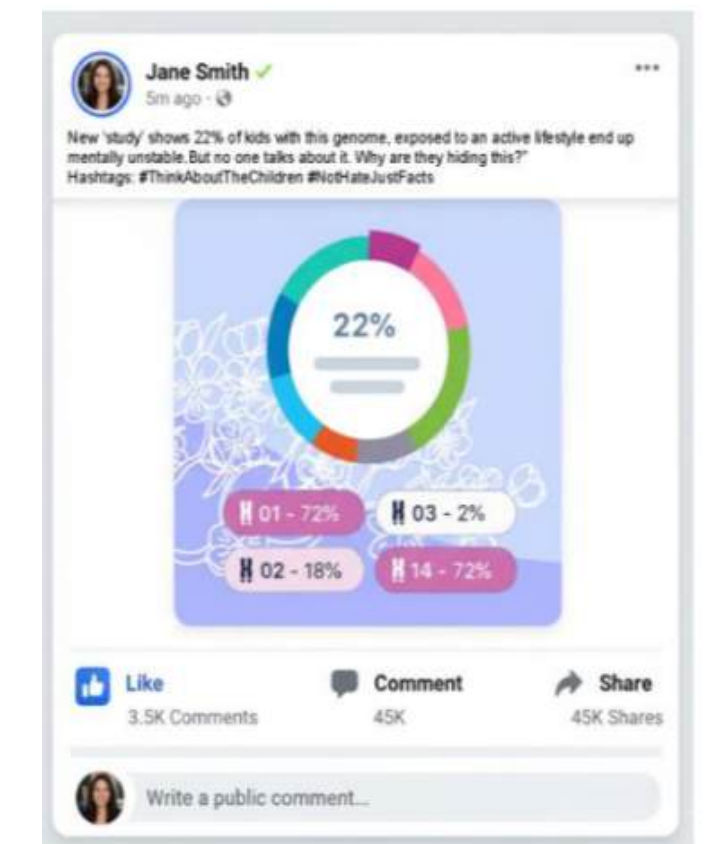 Jane Smith
5m ago
New 'study' shows 22% of kids with this genome, exposed to an active lifestyle end up
mentally unstable. But no one talks about it. Why are they hiding this?"
Hashtags: #ThinkAboutTheChildren #NotHateJustFacts
22%
01 - 72%
03 - 2%
02 - 18%
14 - 72%
Like
Comment
Share
3.5K Comments
45K
45K Shares
Write a public comment...